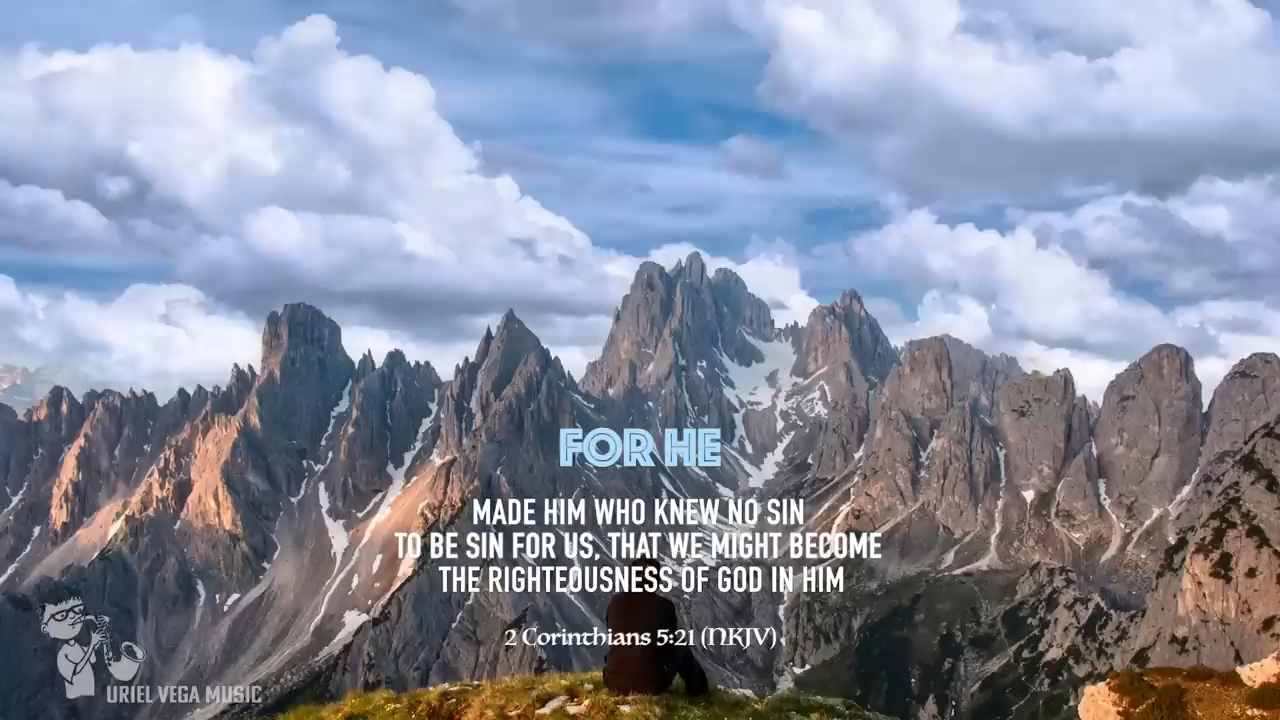 FOR HE
MADE HIM WHO KNEW NO SIN
TO BE SIN FOR US, THAT WE MIGHT BECOME
THE RIGHTEOUSNESS OF GOD IN HIM
2 Corinthians 5:21 (NKJV)
URIEL VEGA MUSIC